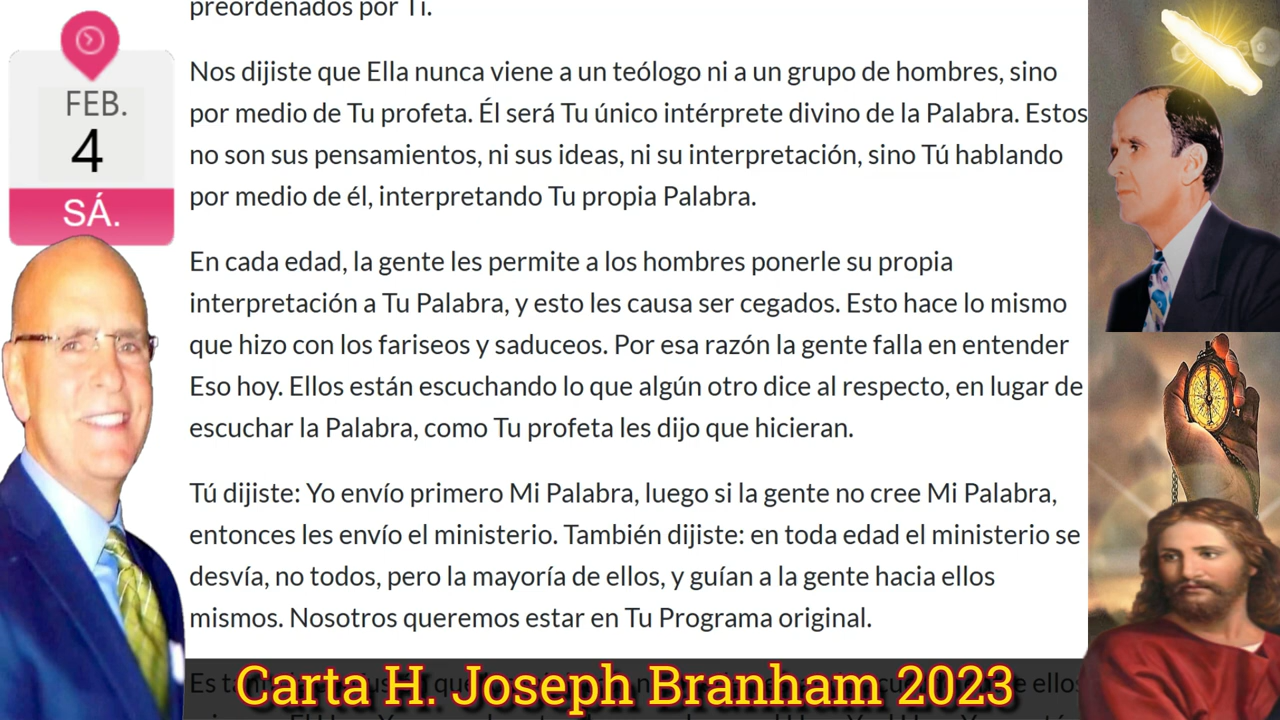 preordenados por Ti.
FEB.
4
SÁ.
Nos dijiste que Ella nunca viene a un teólogo ni a un grupo de hombres, sino
por medio de Tu profeta. Él será Tu único intérprete divino de la Palabra. Estos
no son sus pensamientos, ni sus ideas, ni su interpretación, sino Tú hablando
por medio de él, interpretando Tu propia Palabra.
En cada edad, la gente les permite a los hombres ponerle su propia
interpretación a Tu Palabra, y esto les causa ser cegados. Esto hace lo mismo
que hizo con los fariseos y saduceos. Por esa razón la gente falla en entender
Eso hoy. Ellos están escuchando lo que algún otro dice al respecto, en lugar de
escuchar la Palabra, como Tu profeta les dijo que hicieran.
Tú dijiste: Yo envío primero Mi Palabra, luego si la gente no cree Mi Palabra,
entonces les envío el ministerio. También dijiste: en toda edad el ministerio se
desvía, no todos, pero la mayoría de ellos, y guían a la gente hacia ellos
mismos. Nosotros queremos estar en Tu Programa original.
Carta H. Joseph Branham 2023